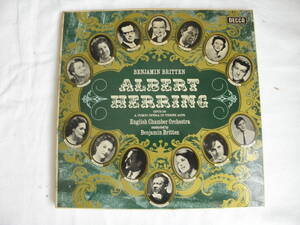 DECCA
BENJAMIN BRITTEN
ALBERT
HERRING
A COMIC OPERA IN THREE ACTS
English Chamber Orchestra
conducted by
Benjamin Britten